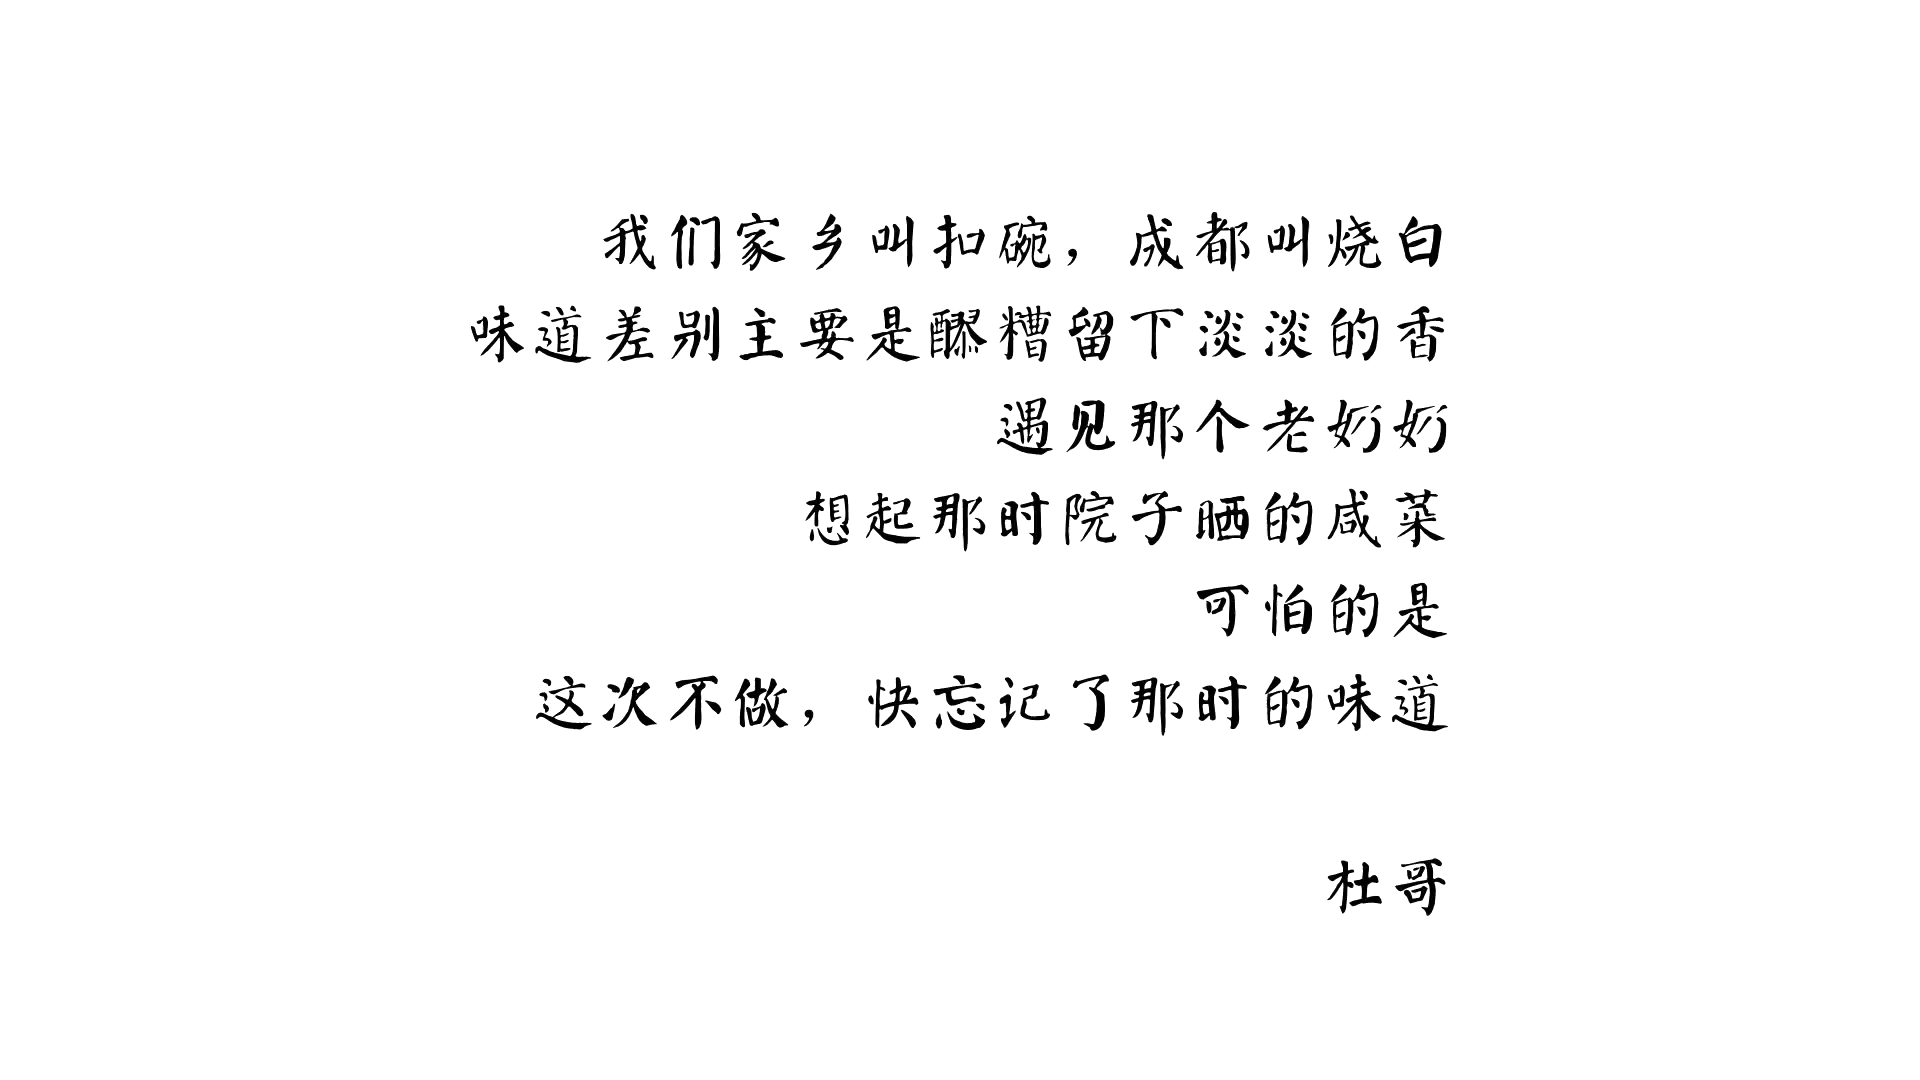 我们家乡叫扣碗，成都叫烧白
味道差别主要是醪糟留下淡淡的香
遇见那个老奶奶
想起那时院子晒的咸菜
可怕的是
这次不做，快忘记了那时的味道
杜哥